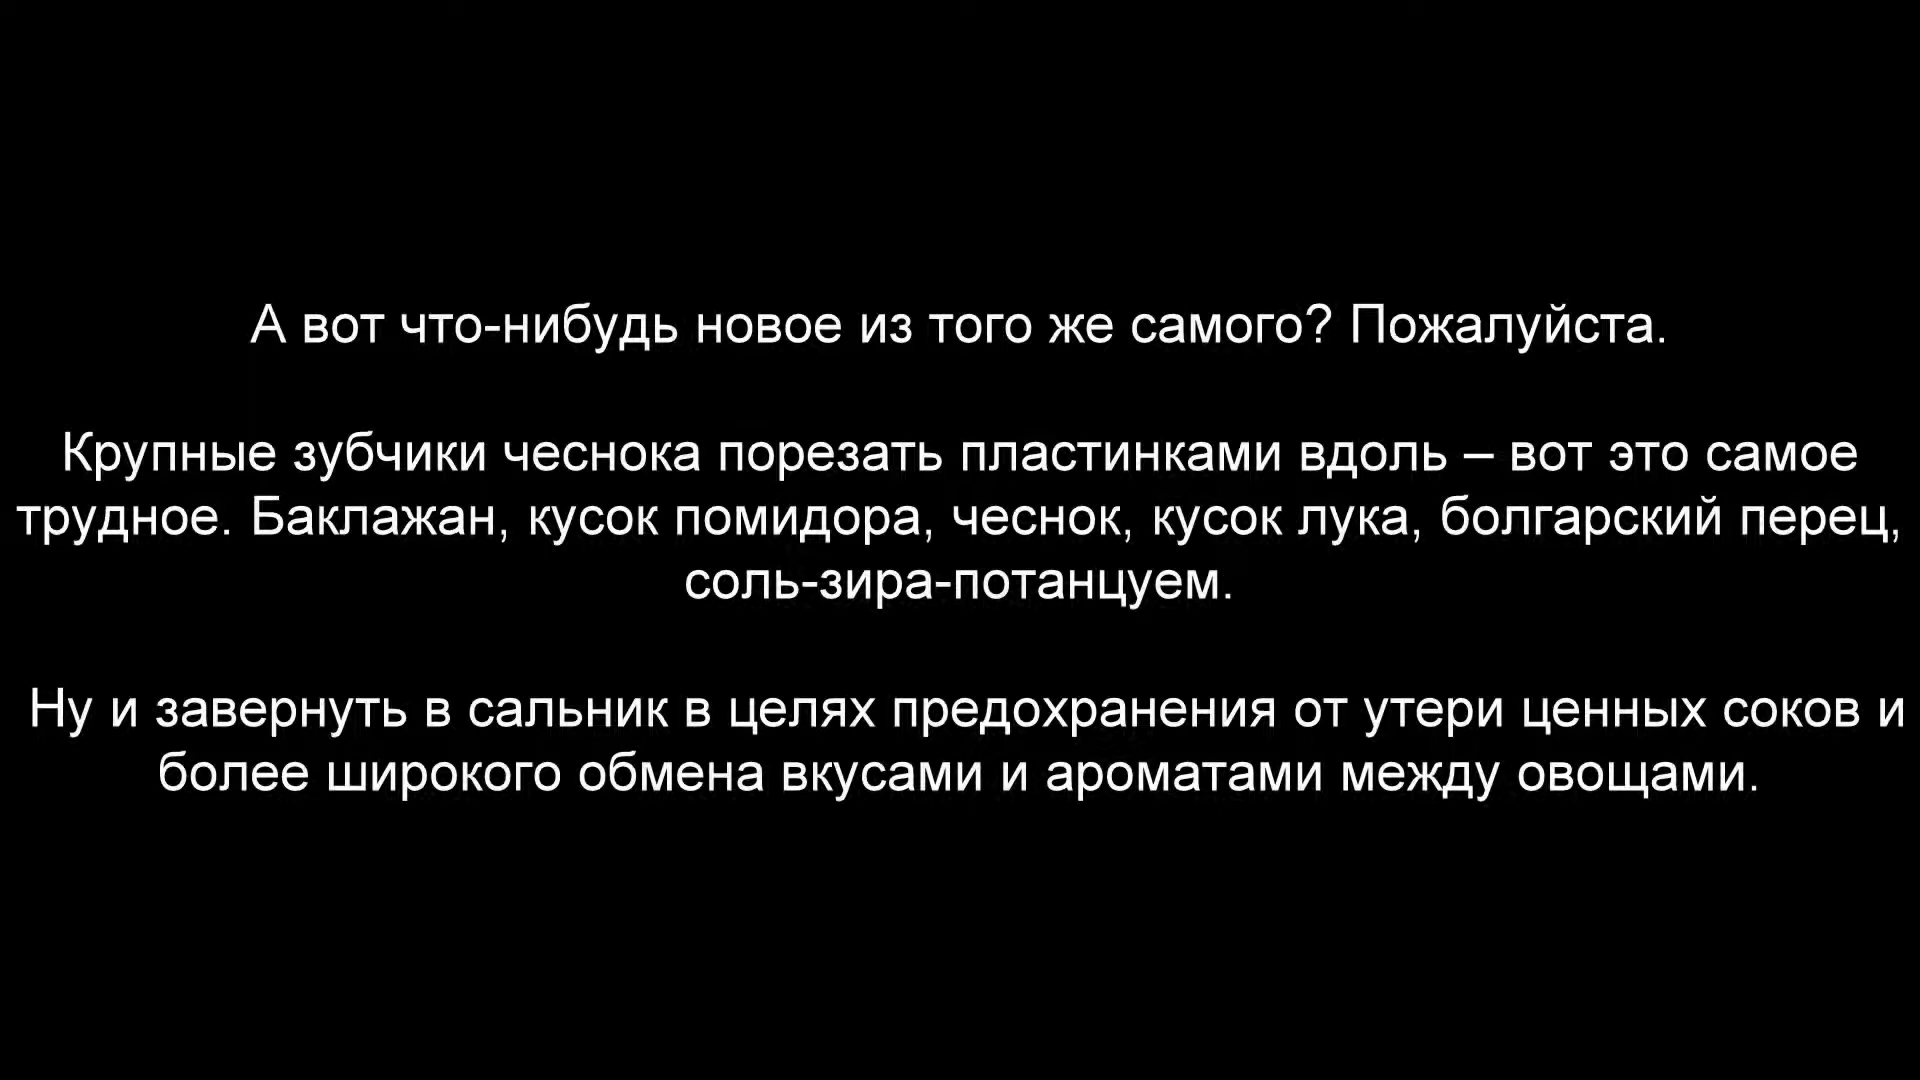 А вот что-нибудь новое из того же самого? Пожалуйста.
Крупные зубчики чеснока порезать пластинками вдоль – вот это самое
трудное. Баклажан, кусок помидора, чеснок, кусок лука, болгарский перец,
соль-зира-потанцуем.
Ну и завернуть в сальник в целях предохранения от утери ценных соков и
более широкого обмена вкусами и ароматами между овощами.